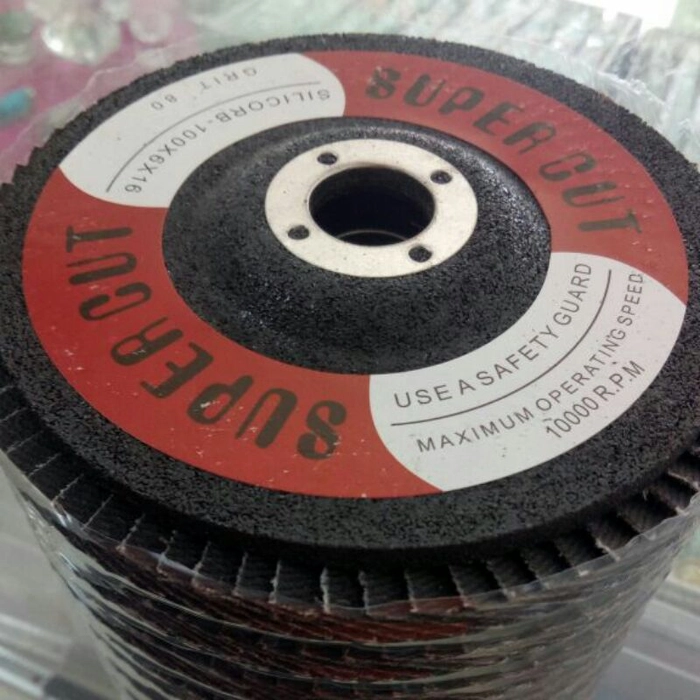 SUPER CUT
USE A SAFETY GUARD
MAXIMUM OPERATING SPEED
10000 R.P.M
SUPER CUT
SILICORB-100X6X16
GRIT 80